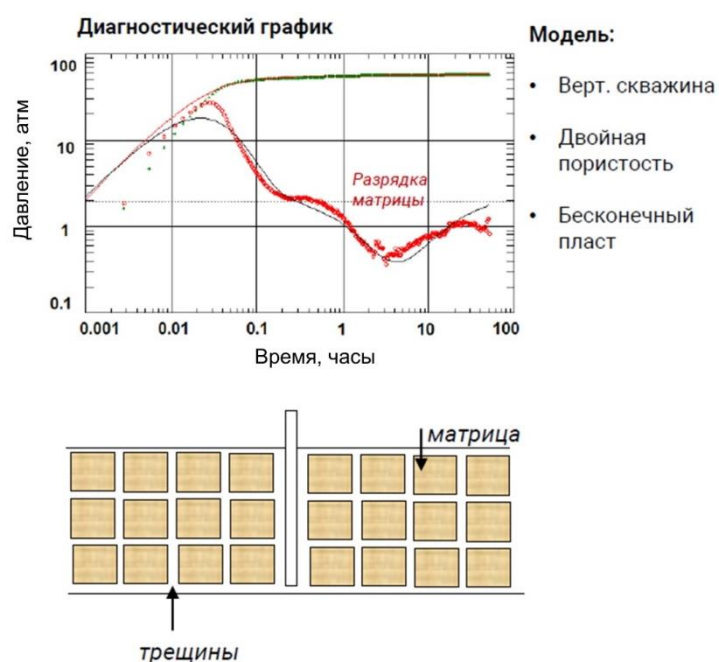 Диагностический график
Давление, атм
100
10
1
0.1
Разрядка
матрицы
0.001
0.01
0.1
1
10
100
Время, часы
Модель:
• Верт. скважина
• Двойная
пористость
• Бесконечный
пласт
матрица
трещины